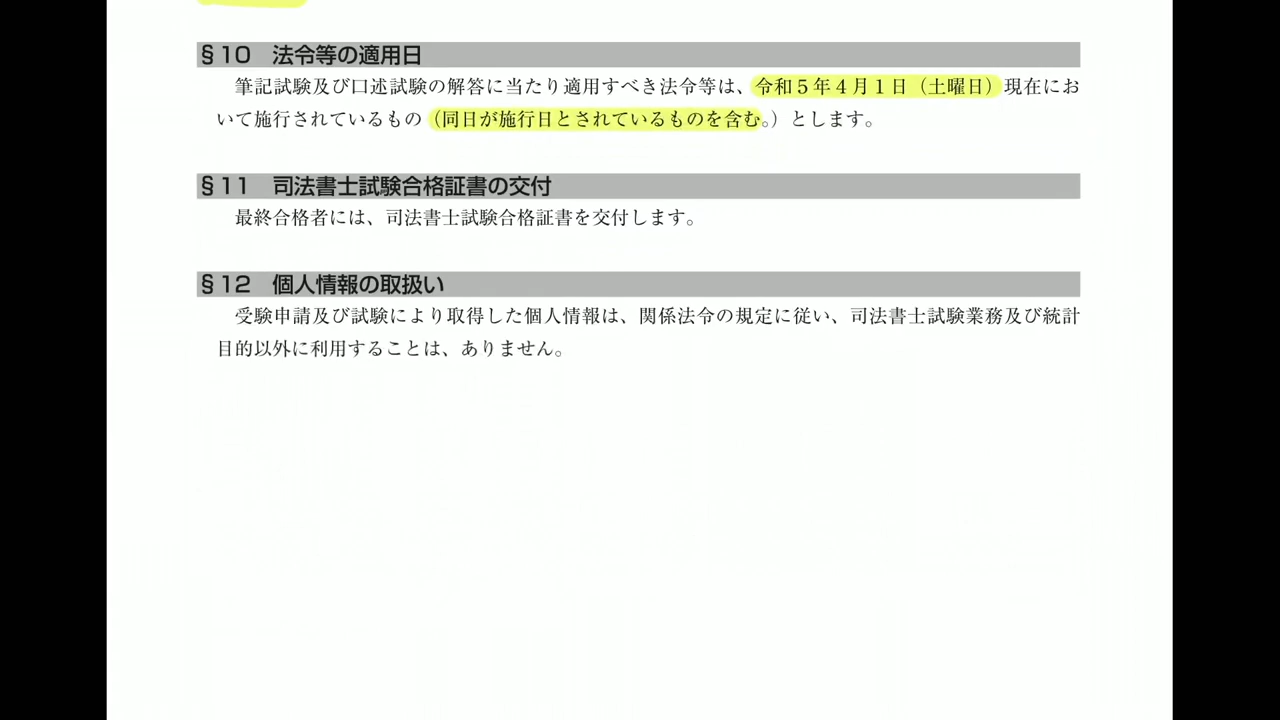 §10　法令等の適用日
筆記試験及び口述試験の解答に当たり適用すべき法令等は、令和５年４月１日（土曜日）現在にお
いて施行されているもの（同日が施行日とされているものを含む。）とします。
§11　司法書士試験合格証書の交付
最終合格者には、司法書士試験合格証書を交付します。
§12　個人情報の取扱い
受験申請及び試験により取得した個人情報は、関係法令の規定に従い、司法書士試験業務及び統計
目的以外に利用することは、ありません。